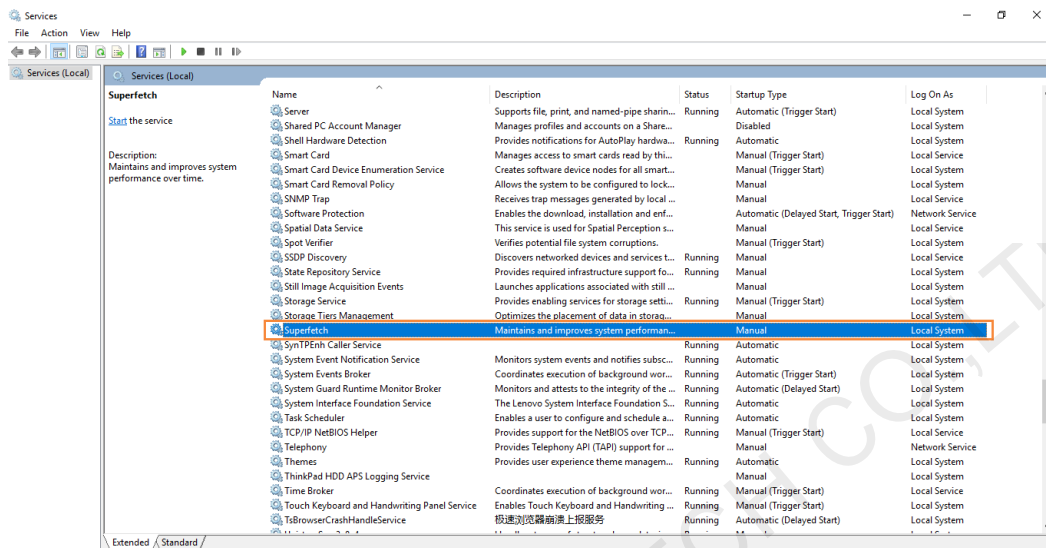 Services
File Action View Help
Services (Local)
Services (Local)
Superfetch
Start the service
Description:
Maintains and improves system
performance over time.
Name Description Status Startup Type Log On As
Server Supports file, print, and named-pipe sharin... Running Automatic (Trigger Start) Local System
Shared PC Account Manager Manages profiles and accounts on a Share... Disabled Local System
Shell Hardware Detection Provides notifications for AutoPlay hardwa... Running Automatic Local System
Smart Card Manages access to smart cards read by thi... Manual (Trigger Start) Local Service
Smart Card Device Enumeration Service Creates software device nodes for all smart... Manual (Trigger Start) Local System
Smart Card Removal Policy Allows the system to be configured to lock... Manual Local System
SNMP Trap Receives trap messages generated by local ... Manual Local Service
Software Protection Enables the download, installation and enf... Automatic (Delayed Start, Trigger Start) Network Service
Spatial Data Service This service is used for Spatial Perception s... Manual Local Service
Spot Verifier Verifies potential file system corruptions. Manual (Trigger Start) Local System
SSDP Discovery Discovers networked devices and services t... Running Manual Local Service
State Repository Service Provides required infrastructure support fo... Running Manual Local System
Still Image Acquisition Events Launches applications associated with still ... Manual Local System
Storage Service Provides enabling services for storage setti... Running Manual (Trigger Start) Local System
Storage Tiers Management Optimizes the placement of data in storag... Manual Local System
Superfetch Maintains and improves system performan... Manual Local System
SynTPEnh Caller Service Running Automatic Local System
System Event Notification Service Monitors system events and notifies subsc... Running Automatic Local System
System Events Broker Coordinates execution of background wor... Running Automatic (Trigger Start) Local System
System Guard Runtime Monitor Broker Monitors and attests to the integrity of the ... Running Automatic (Delayed Start) Local System
System Interface Foundation Service The Lenovo System Interface Foundation S... Running Automatic Local System
Task Scheduler Enables a user to configure and schedule a... Running Automatic Local System
TCP/IP NetBIOS Helper Provides support for the NetBIOS over TCP... Running Manual (Trigger Start) Local Service
Telephony Provides Telephony API (TAPI) support for ... Manual Network Service
Themes Provides user experience theme managem... Running Automatic Local System
ThinkPad HDD APS Logging Service Manual Local System
Time Broker Coordinates execution of background wor... Running Manual (Trigger Start) Local Service
Touch Keyboard and Handwriting Panel Service Enables Touch Keyboard and Handwriting ... Running Manual (Trigger Start) Local System
TsBrowserCrashHandleService 极速浏览器崩溃上报服务 Running Automatic (Delayed Start) Local System
Extended Standard